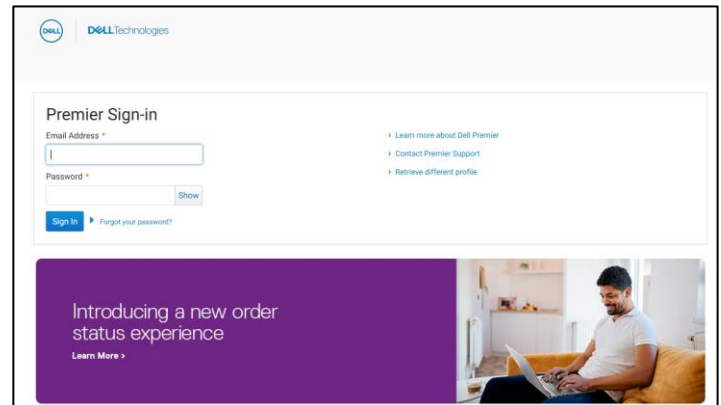 DELL
DELL Technologies
Premier Sign-in
Email Address *
Password *
Show
Sign In
Forgot your password?
› Learn more about Dell Premier
› Contact Premier Support
› Retrieve different profile
Introducing a new order
status experience
Learn More >